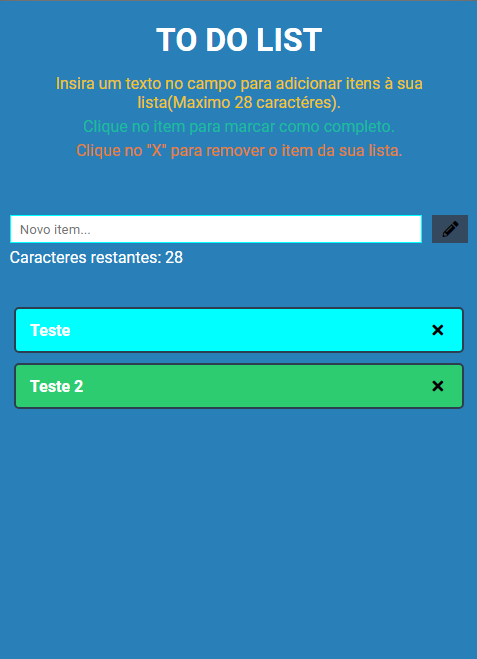 TO DO LIST
Insira um texto no campo para adicionar itens à sua
lista(Maximo 28 caractéres).
Clique no item para marcar como completo.
Clique no "X" para remover o item da sua lista.
Novo item...
Caracteres restantes: 28
Teste
Teste 2